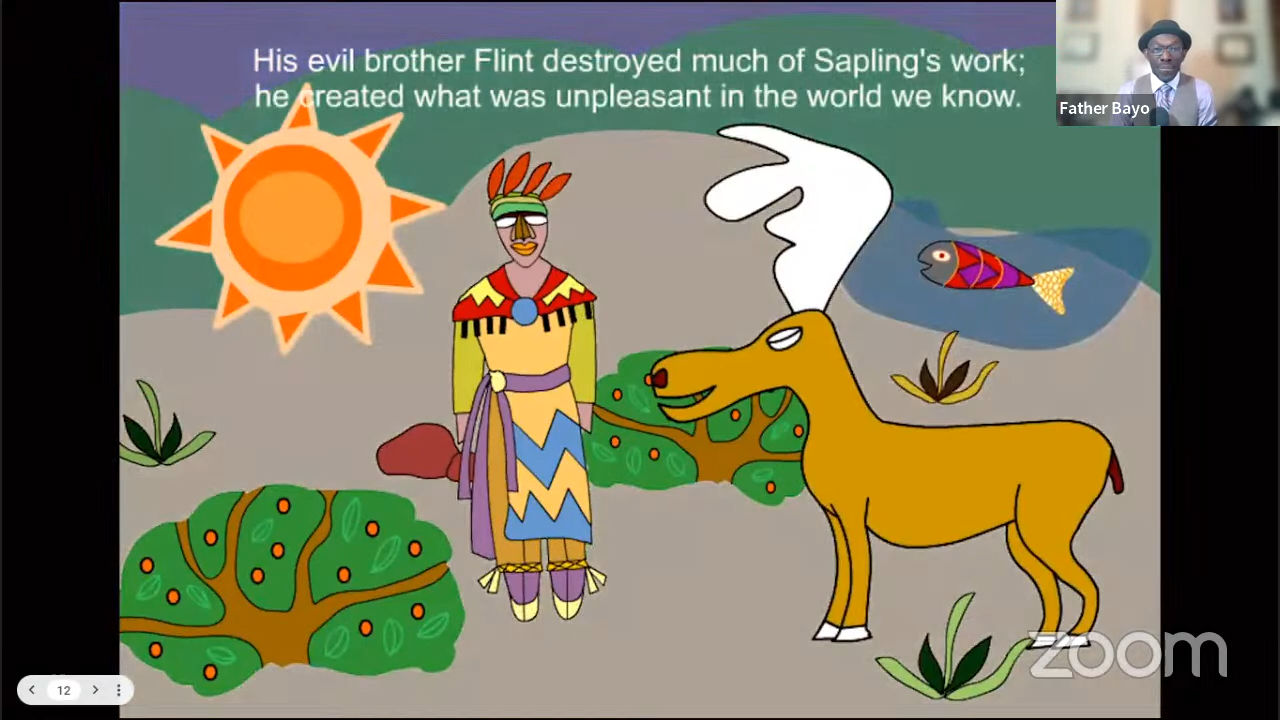 His evil brother Flint destroyed much of Sapling's work;
he created what was unpleasant in the world we know.
Father Bayo
12
zoom